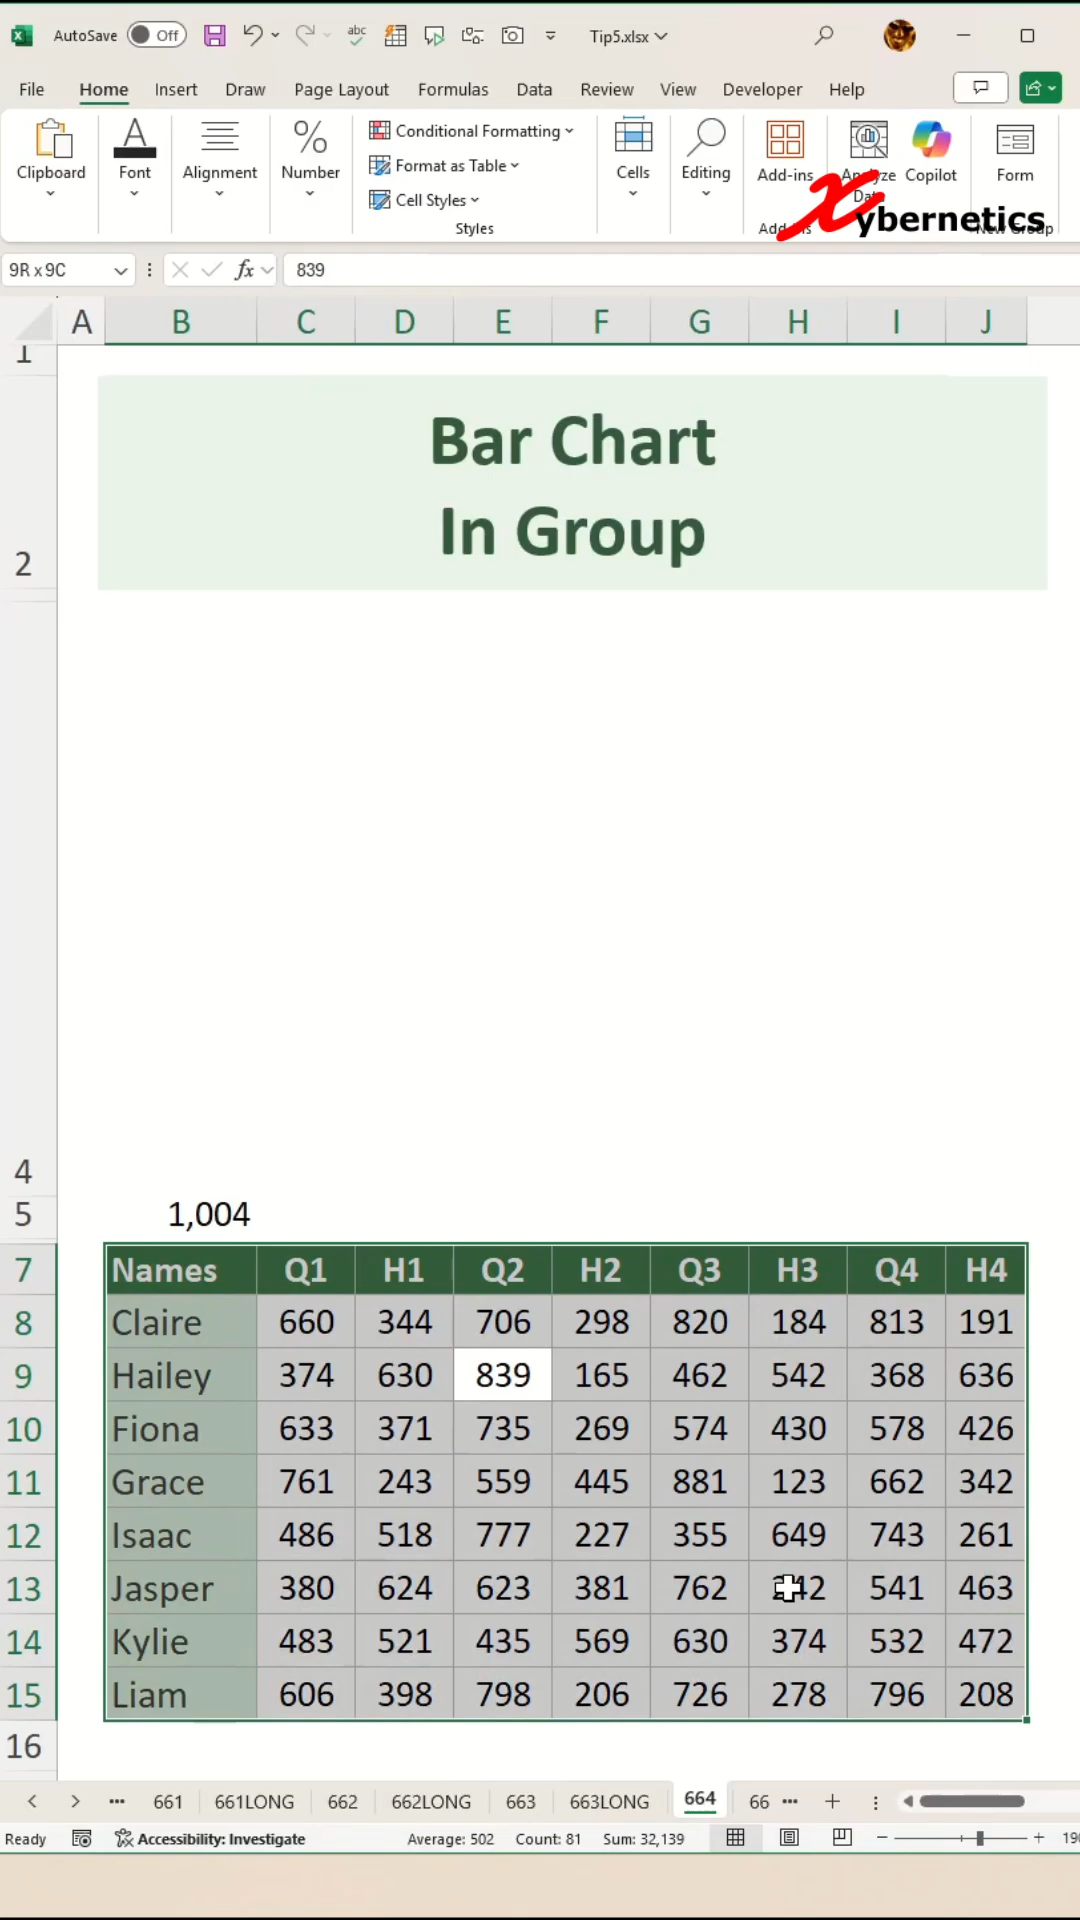 AutoSave Off abc Tip5.xlsx
File Home Insert Draw Page Layout Formulas Data Review View Developer Help
Clipboard Font Alignment Number Conditional Formatting Format as Table Cell Styles Styles Cells Editing Add-ins Analyze Copilot Form
Xybernetics
9R x 9C fx 839
A B C D E F G H I J
1
Bar Chart
In Group
2
4
5 1,004
7 Names Q1 H1 Q2 H2 Q3 H3 Q4 H4
8 Claire 660 344 706 298 820 184 813 191
9 Hailey 374 630 839 165 462 542 368 636
10 Fiona 633 371 735 269 574 430 578 426
11 Grace 761 243 559 445 881 123 662 342
12 Isaac 486 518 777 227 355 649 743 261
13 Jasper 380 624 623 381 762 541 463
14 Kylie 483 521 435 569 630 374 532 472
15 Liam 606 398 798 206 726 278 796 208
16
661 661LONG 662 662LONG 663 663LONG 664 66
Ready Accessibility: Investigate Average: 502 Count: 81 Sum: 32,139